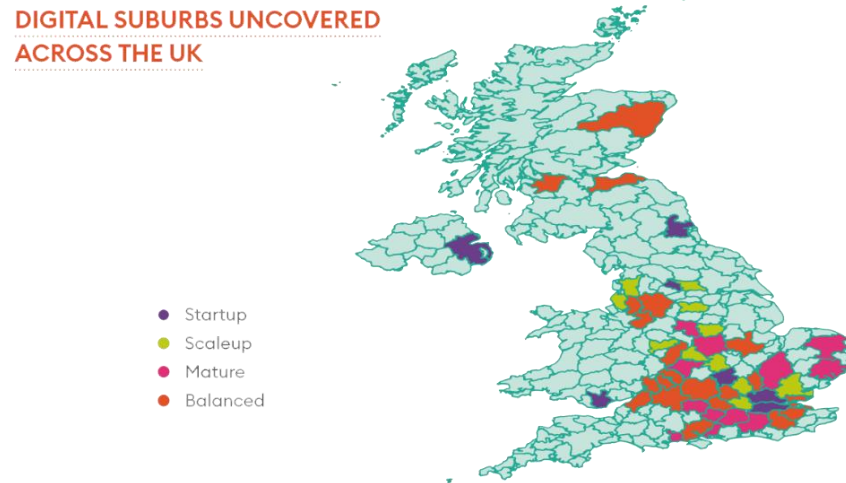 DIGITAL SUBURBS UNCOVERED
ACROSS THE UK
Startup
Scaleup
Mature
Balanced